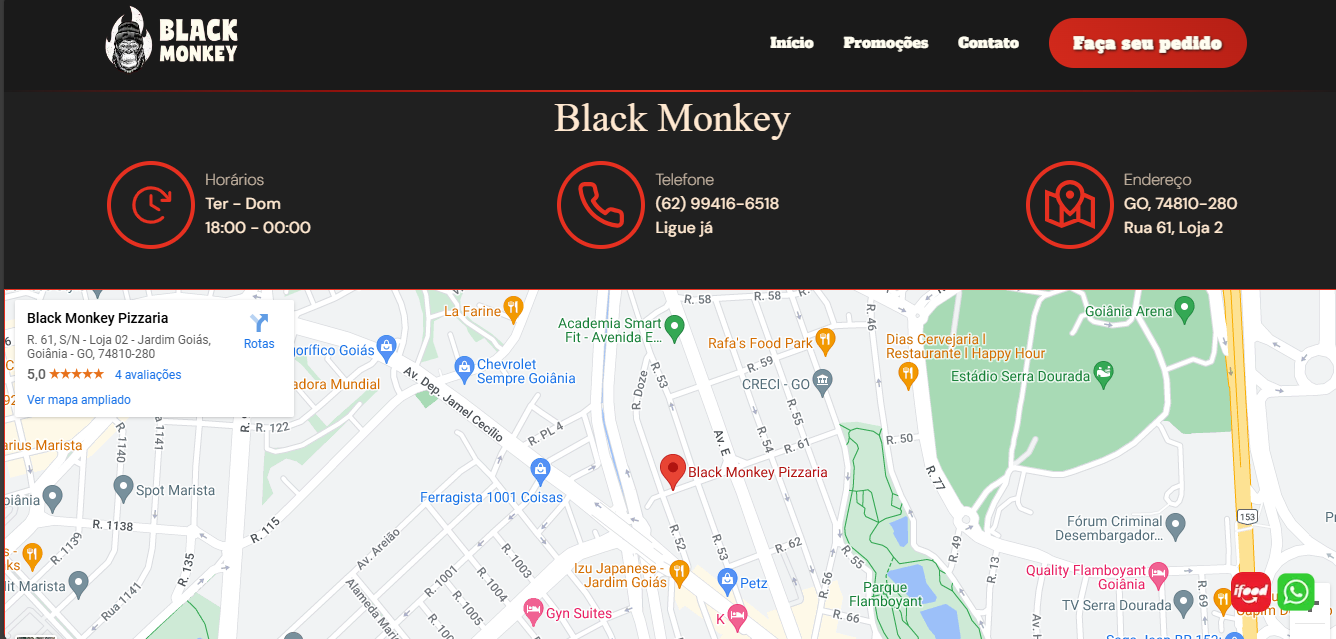 BLACK
MONKEY
Início
Promoções
Contato
Faça seu pedido
Black Monkey
Horários
Ter - Dom
18:00 - 00:00
Telefone
(62) 99416-6518
Ligue já
Endereço
GO, 74810-280
Rua 61, Loja 2
Black Monkey Pizzaria
R. 61, S/N - Loja 02 - Jardim Goiás,
Goiânia - GO, 74810-280
5,0
4 avaliações
Ver mapa ampliado
Rotas
La Farine
R. 58
R. 58
R. 46
Goiânia Arena
Academia Smart
Fit - Avenida E...
Rafa's Food Park
Dias Cervejaria |
Restaurante | Happy Hour
orífico Goiás
Chevrolet
Sempre Goiânia
R. 59
R. 53
R. Doze
CRECI - GO
Estádio Serra Dourada
adora Mundial
Av. Dep. Jamel Cecílio
R. 55
R. 122
R. PL 4
Av. E
R. 54
R. 61
R. 50
R. 1140
R. 1141
arius Marista
Black Monkey Pizzaria
R. 77
Spot Marista
Ferragista 1001 Coisas
oiânia
R. 1138
R. 115
153
Fórum Criminal
Desembargador...
R. 1139
R. 135
Av. Areião
R. 1003
R. 52
R. 53
R. 62
R. 55
R. 49
R. 13
ks
Izu Japanese -
Jardim Goiás
Petz
R. 56
Parque
Flamboyant
Quality Flamboyant
Goiânia
R. 69
ifood
it Marista
Rua 1141
R. 1001
R. 1004
R. 1005
Alameda Mar
Gyn Suites
K
TV Serra Dourada
Av. H